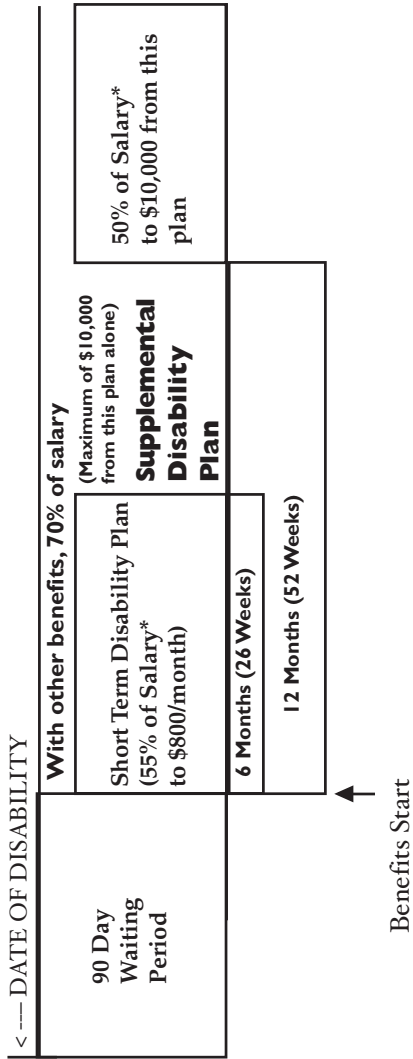 < ---- DATE OF DISABILITY
90 Day
Waiting
Period
With other benefits, 70% of salary
Short Term Disability Plan
(55% of Salary*
to $800/month)
(Maximum of $10,000
from this plan alone)
Supplemental
Disability
Plan
50% of Salary*
to $10,000 from this
plan
6 Months (26 Weeks)
12 Months (52 Weeks)
Benefits Start